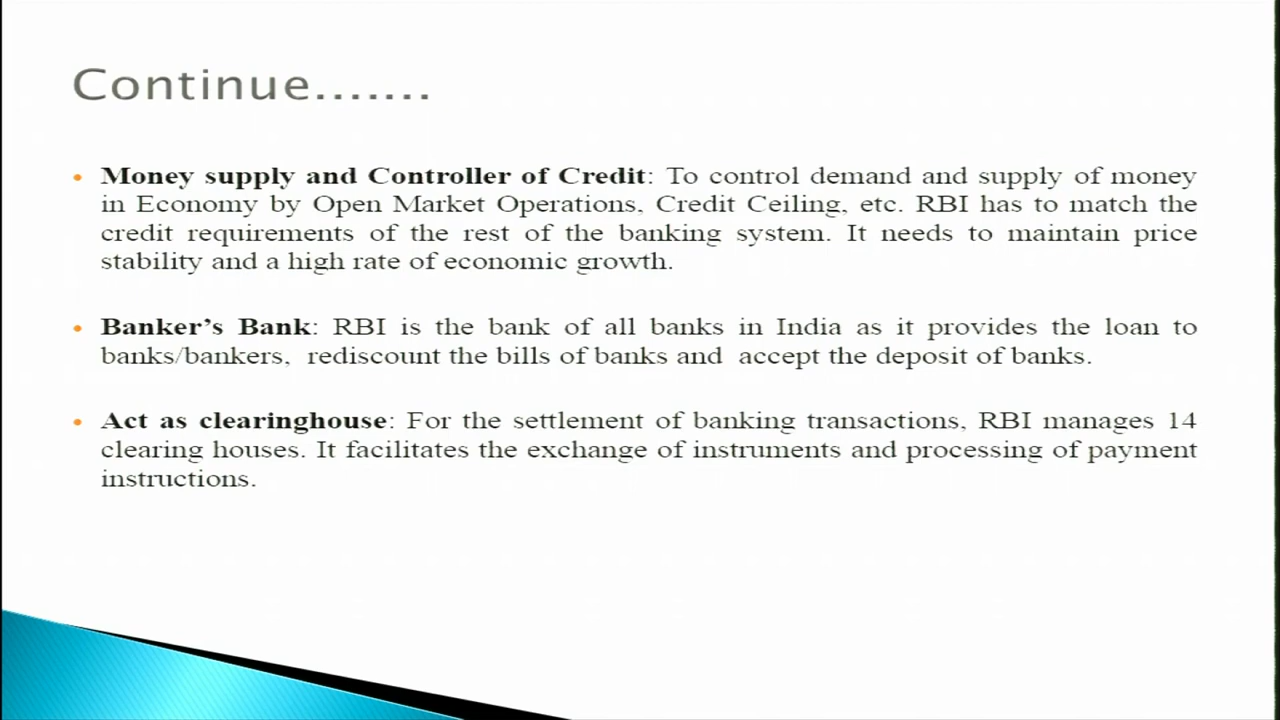 Continue.......
• Money supply and Controller of Credit: To control demand and supply of money
in Economy by Open Market Operations, Credit Ceiling, etc. RBI has to match the
credit requirements of the rest of the banking system. It needs to maintain price
stability and a high rate of economic growth.
• Banker’s Bank: RBI is the bank of all banks in India as it provides the loan to
banks/bankers,  rediscount the bills of banks and  accept the deposit of banks.
• Act as clearinghouse: For the settlement of banking transactions, RBI manages 14
clearing houses. It facilitates the exchange of instruments and processing of payment
instructions.